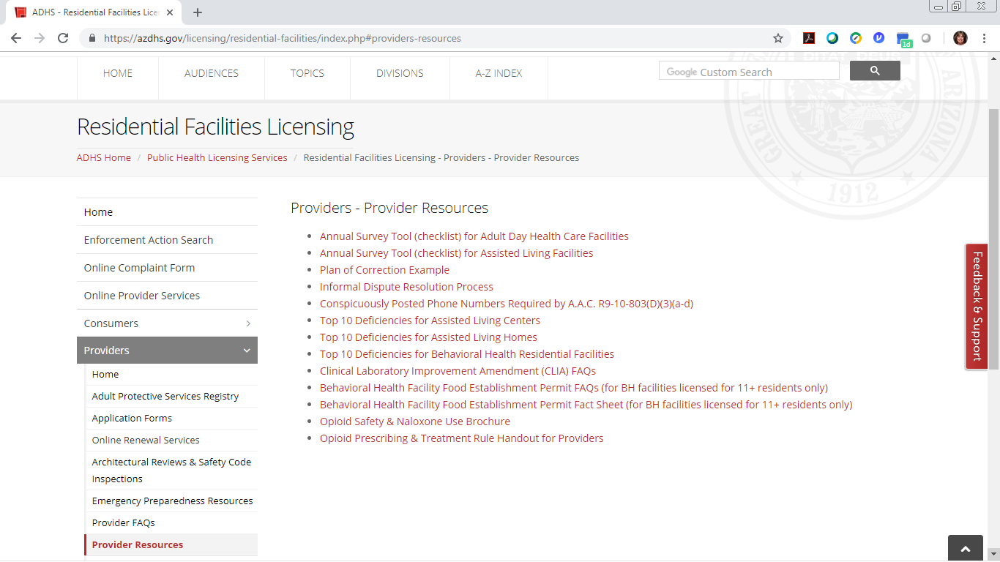 ADHS - Residential Facilities Lice
https://azdhs.gov/licensing/residential-facilities/index.php#providers-resources
1d
HOME AUDIENCES TOPICS DIVISIONS A-Z INDEX
Google Custom Search
GREAT ARIZONA
1912
Residential Facilities Licensing
ADHS Home / Public Health Licensing Services / Residential Facilities Licensing - Providers - Provider Resources
Home
Enforcement Action Search
Online Complaint Form
Online Provider Services
Consumers
Providers
Home
Adult Protective Services Registry
Application Forms
Online Renewal Services
Architectural Reviews & Safety Code
Inspections
Emergency Preparedness Resources
Provider FAQs
Provider Resources
Providers - Provider Resources
Annual Survey Tool (checklist) for Adult Day Health Care Facilities
Annual Survey Tool (checklist) for Assisted Living Facilities
Plan of Correction Example
Informal Dispute Resolution Process
Conspicuously Posted Phone Numbers Required by A.A.C. R9-10-803(D)(3)(a-d)
Top 10 Deficiencies for Assisted Living Centers
Top 10 Deficiencies for Assisted Living Homes
Top 10 Deficiencies for Behavioral Health Residential Facilities
Clinical Laboratory Improvement Amendment (CLIA) FAQs
Behavioral Health Facility Food Establishment Permit FAQs (for BH facilities licensed for 11+ residents only)
Behavioral Health Facility Food Establishment Permit Fact Sheet (for BH facilities licensed for 11+ residents only)
Opioid Safety & Naloxone Use Brochure
Opioid Prescribing & Treatment Rule Handout for Providers
Feedback & Support